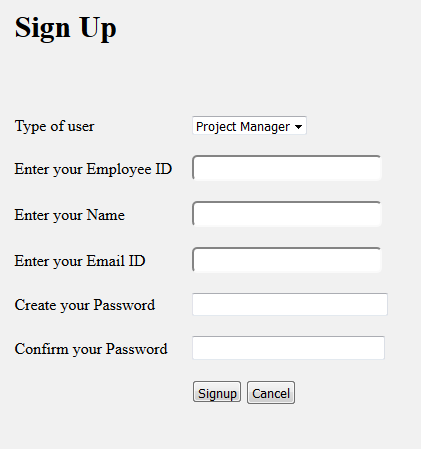 Sign Up
Type of user Project Manager
Enter your Employee ID
Enter your Name
Enter your Email ID
Create your Password
Confirm your Password
Signup Cancel